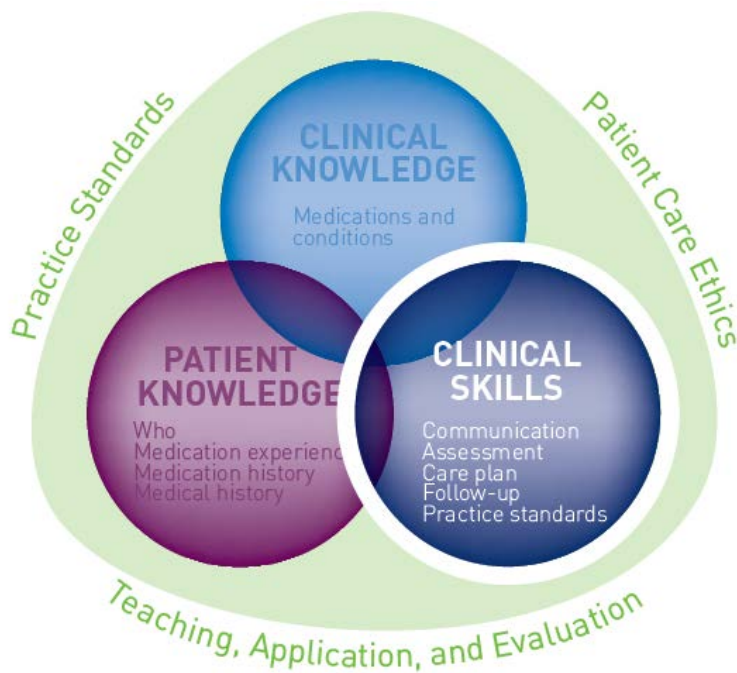 Practice Standards
Patient Care Ethics
CLINICAL
KNOWLEDGE
Medications and
conditions
PATIENT
KNOWLEDGE
Who
Medication experienc
Medication history
Medical history
CLINICAL
SKILLS
Communication
Assessment
Care plan
Follow-up
Practice standards
Teaching, Application, and Evaluation